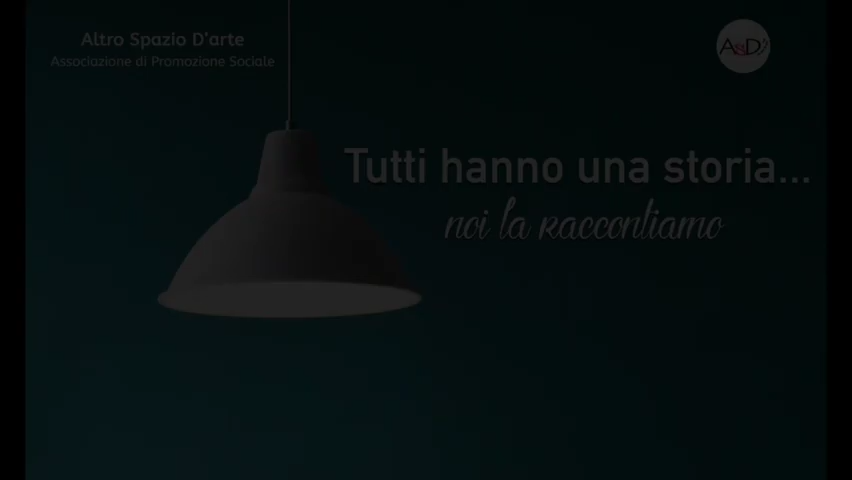 Altro Spazio D'arte
Associazione di Promozione Sociale
A&D
Tutti hanno una storia...
noi la raccontiamo